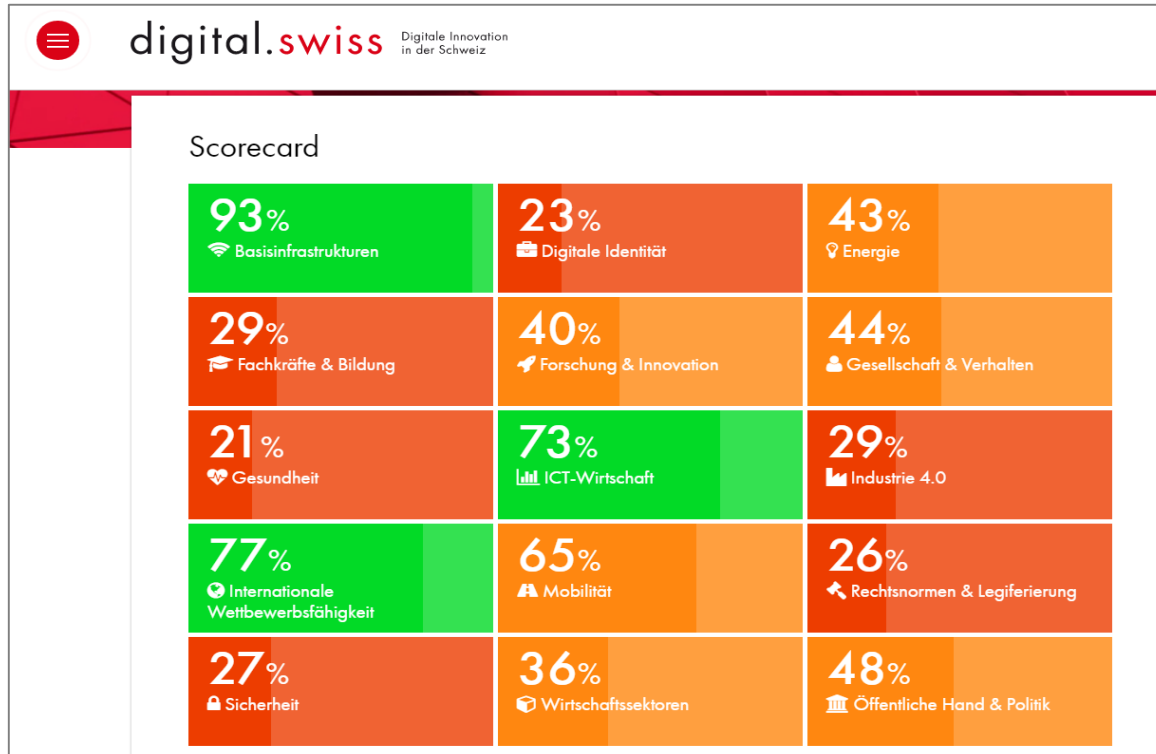 digital.swiss
Digitale Innovation
in der Schweiz
Scorecard
93%
Basisinfrastrukturen
23%
Digitale Identität
43%
Energie
29%
Fachkräfte & Bildung
40%
Forschung & Innovation
44%
Gesellschaft & Verhalten
21%
Gesundheit
73%
ICT-Wirtschaft
29%
Industrie 4.0
77%
Internationale
Wettbewerbsfähigkeit
65%
Mobilität
26%
Rechtsnormen & Legiferierung
27%
Sicherheit
36%
Wirtschaftssektoren
48%
Öffentliche Hand & Politik